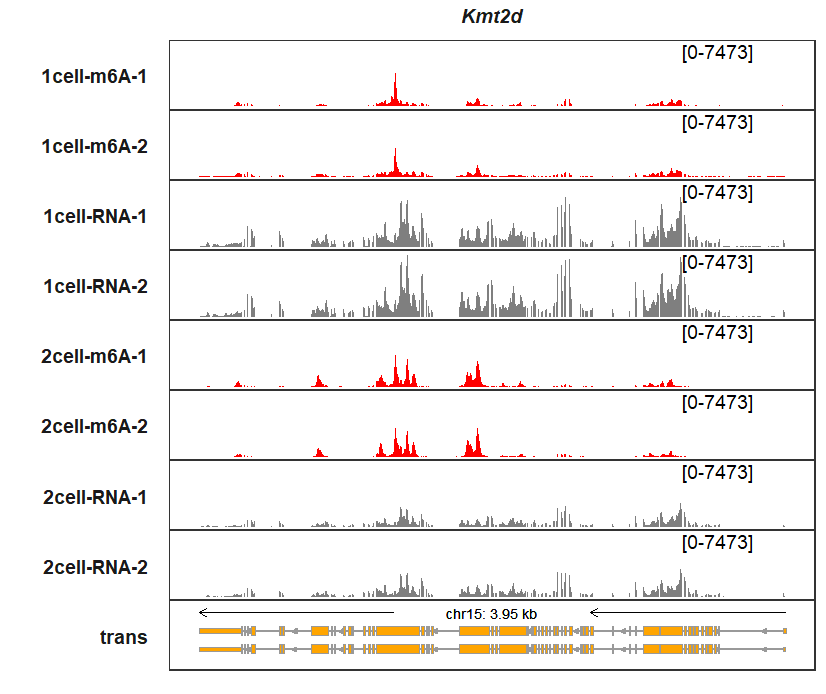 Kmt2d
[0-7473]
1cell-m6A-1
[0-7473]
1cell-m6A-2
[0-7473]
1cell-RNA-1
[0-7473]
1cell-RNA-2
[0-7473]
2cell-m6A-1
[0-7473]
2cell-m6A-2
[0-7473]
2cell-RNA-1
[0-7473]
2cell-RNA-2
chr15: 3.95 kb
trans